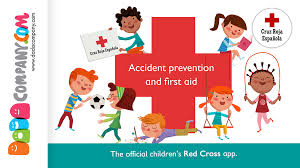 DADA COMPANY.COM
www.dadacompany.com
Cruz Roja
Española
Cruz Roja
Española
Accident prevention
and first aid
The official children's Red Cross app.